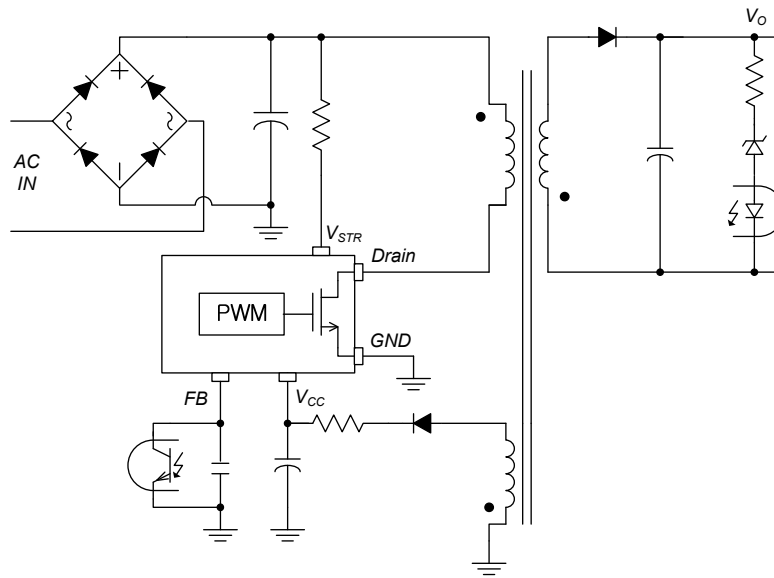 V_O
AC
IN
V_STR
Drain
PWM
GND
FB
V_CC